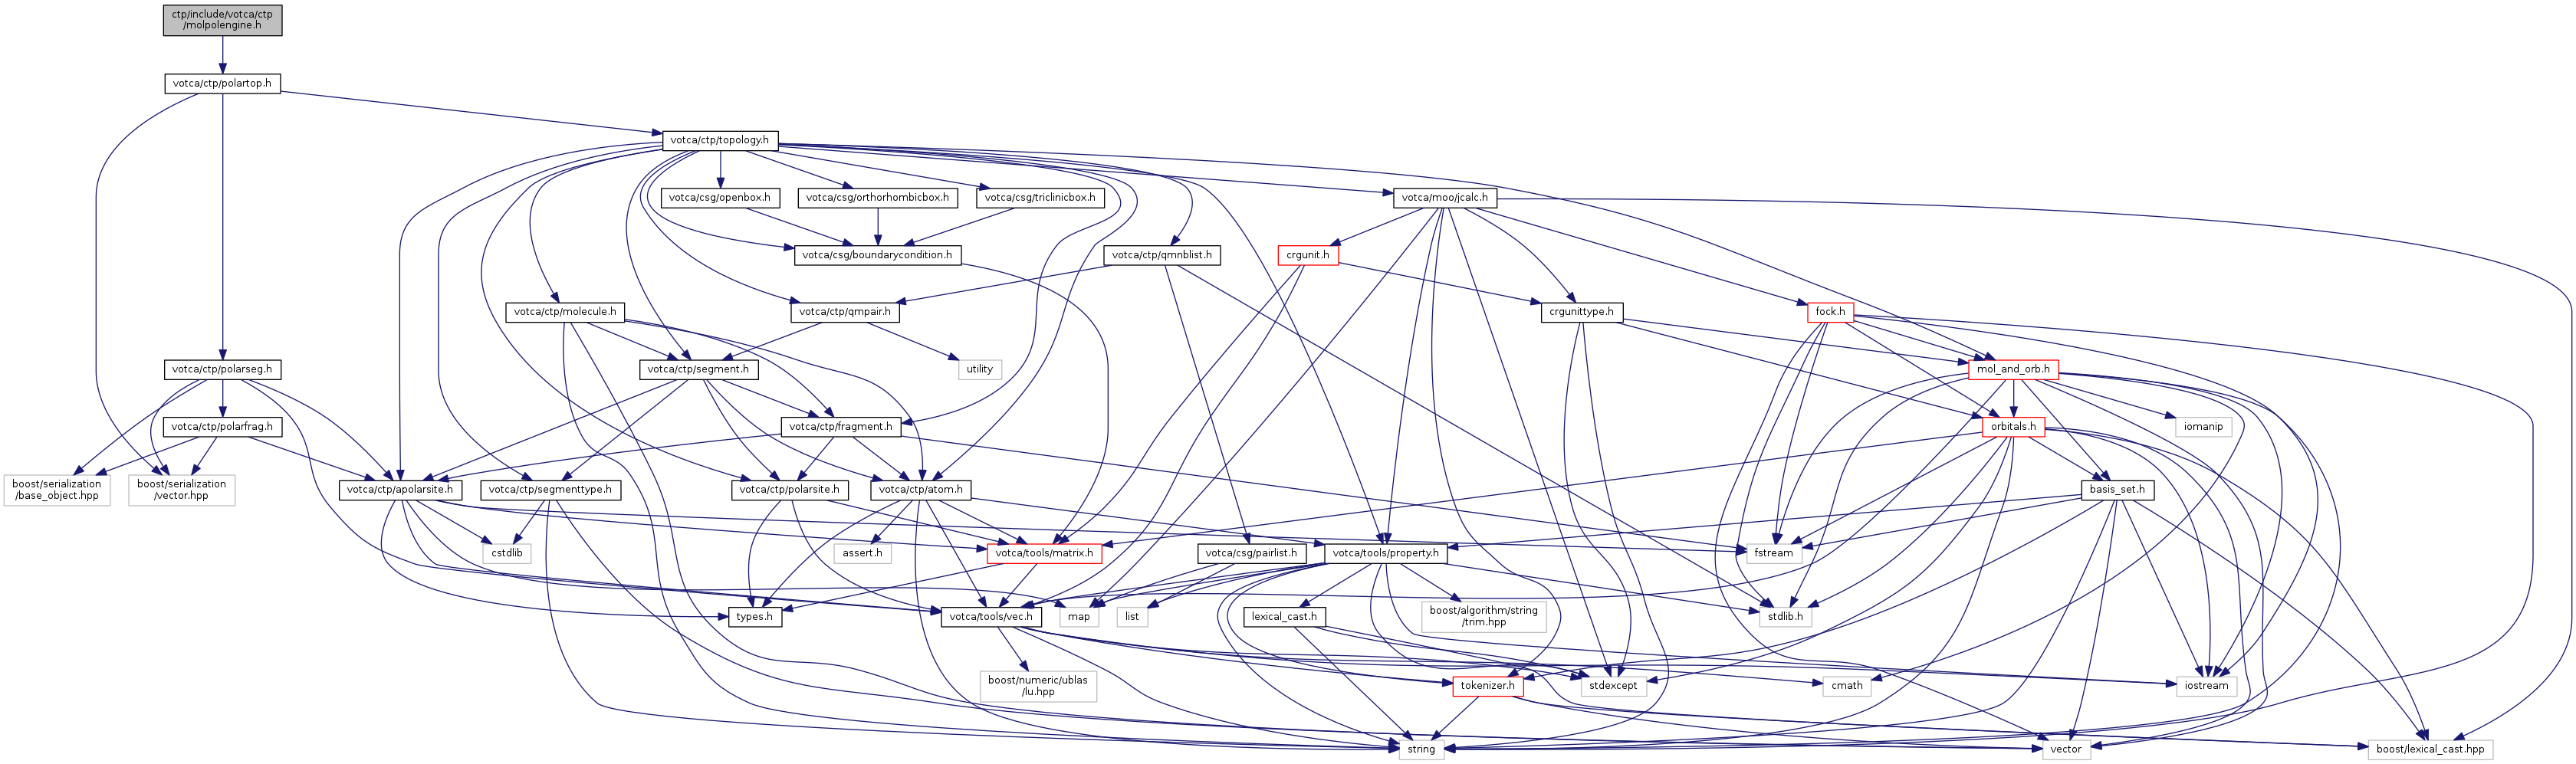 ctp/include/votca/ctp
/molpolengine.h
votca/ctp/polartop.h
votca/ctp/topology.h
votca/csg/openbox.h
votca/csg/orthorhombicbox.h
votca/csg/triclinicbox.h
votca/moo/jcalc.h
votca/csg/boundarycondition.h
votca/ctp/qmnblist.h
crgunit.h
votca/ctp/molecule.h
votca/ctp/qmpair.h
crgunittype.h
fock.h
votca/ctp/polarseg.h
votca/ctp/segment.h
utility
mol_and_orb.h
votca/ctp/polarfrag.h
votca/ctp/fragment.h
orbitals.h
iomanip
boost/serialization
/base_object.hpp
boost/serialization
/vector.hpp
votca/ctp/apolarsite.h
votca/ctp/segmenttype.h
votca/ctp/polarsite.h
votca/ctp/atom.h
basis_set.h
cstdlib
assert.h
votca/tools/matrix.h
votca/csg/pairlist.h
votca/tools/property.h
fstream
types.h
votca/tools/vec.h
map
list
lexical_cast.h
boost/algorithm/string
/trim.hpp
stdlib.h
boost/numeric/ublas
/lu.hpp
tokenizer.h
stdexcept
cmath
iostream
string
vector
boost/lexical_cast.hpp